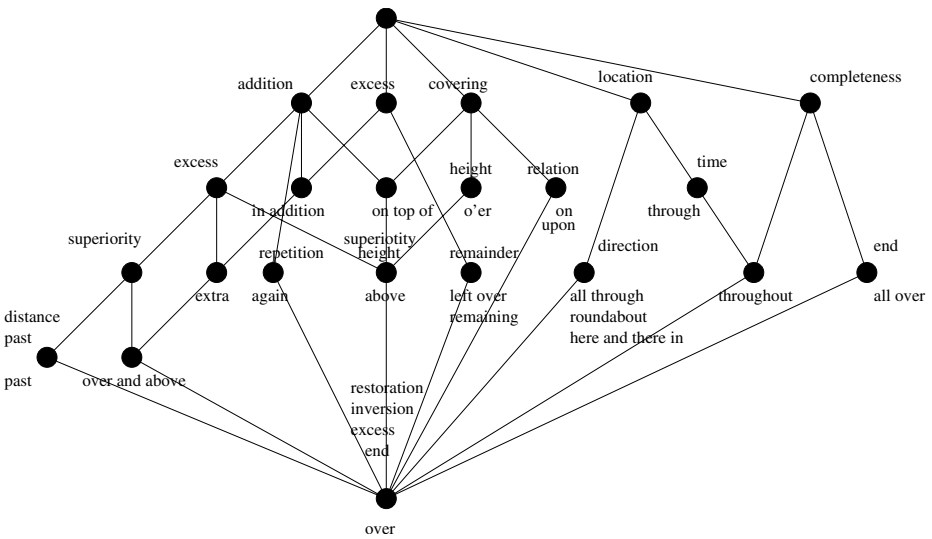 addition
excess
covering
location
completeness
excess
height
relation
time
in addition
on top of
o'er
on
upon
through
superiority
superiotity
height
repetition
remainder
direction
end
extra
again
above
left over
remaining
all through
roundabout
here and there in
throughout
all over
distance
past
past
over and above
restoration
inversion
excess
end
over